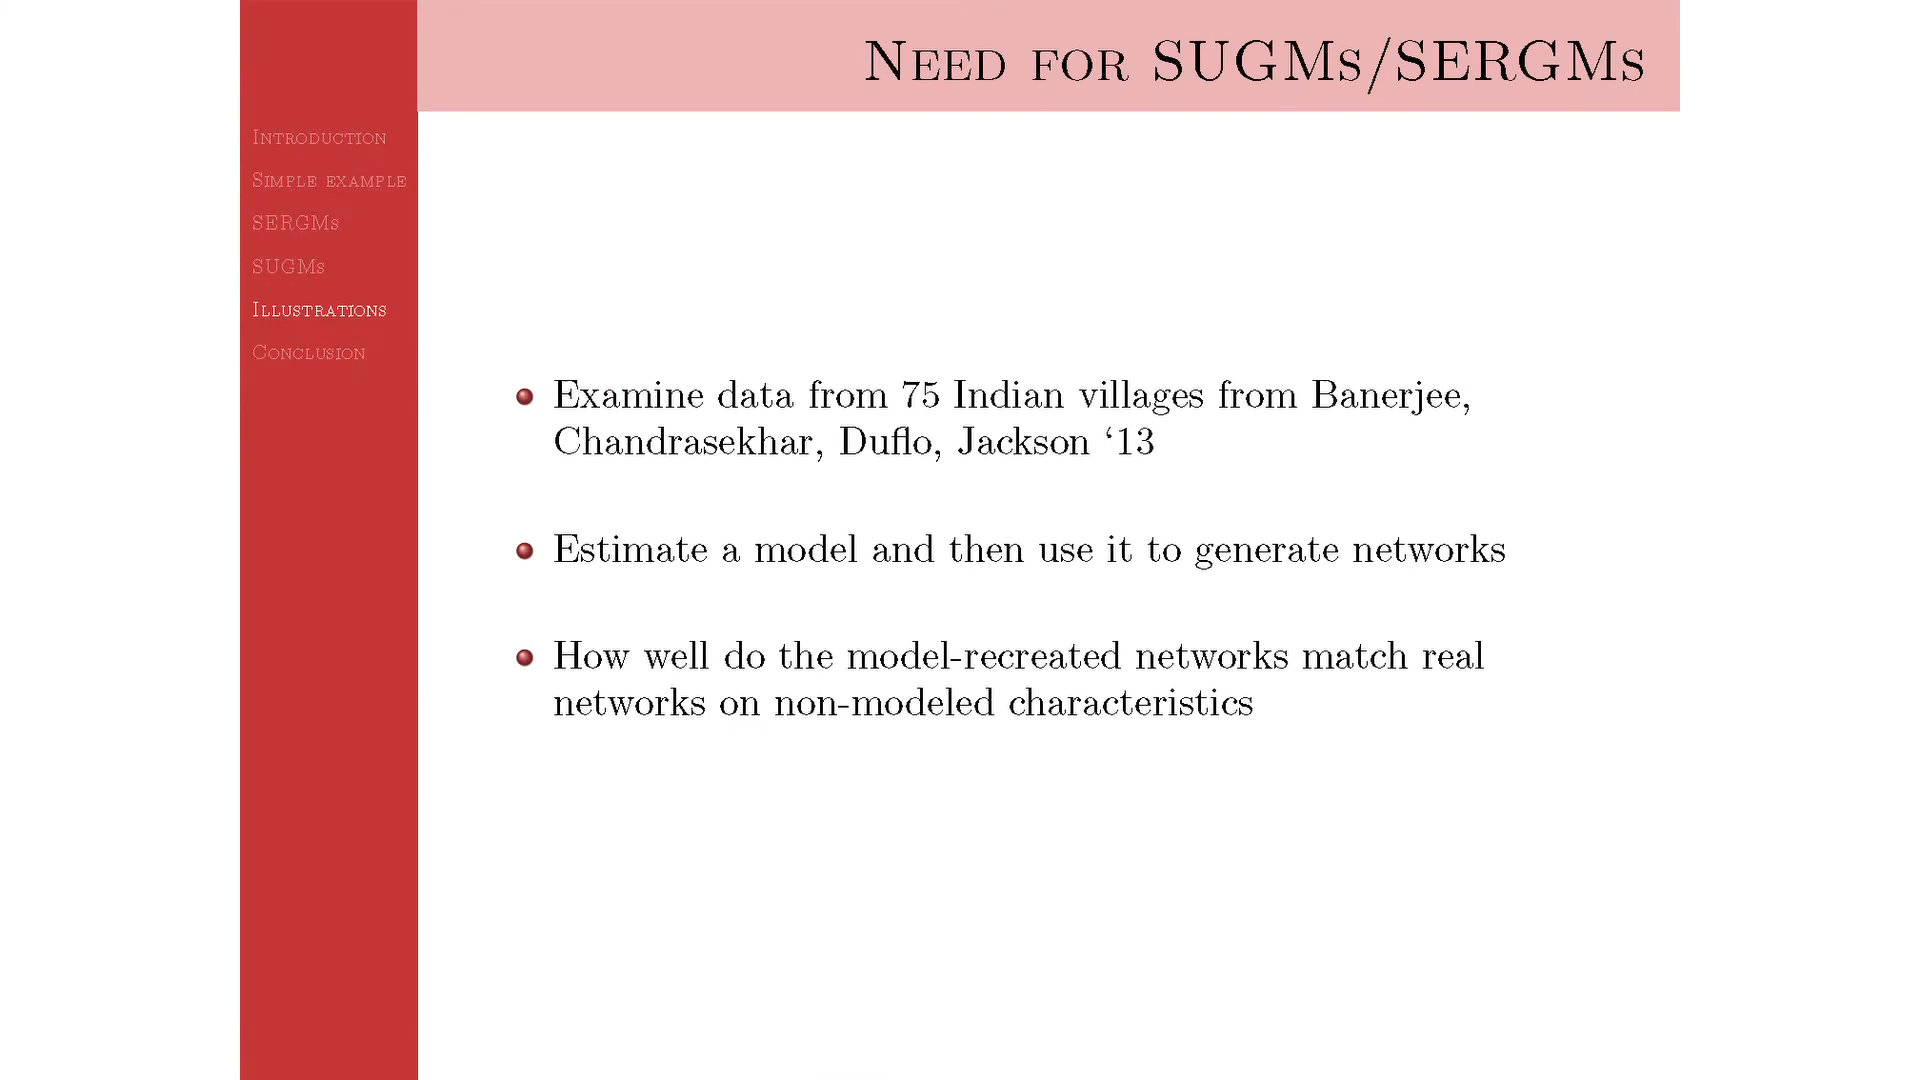 Need for SUGMs/SERGMs
Introduction
Simple example
SERGMs
SUGMs
Illustrations
Conclusion
Examine data from 75 Indian villages from Banerjee,
Chandrasekhar, Duflo, Jackson ‘13
Estimate a model and then use it to generate networks
How well do the model-recreated networks match real
networks on non-modeled characteristics